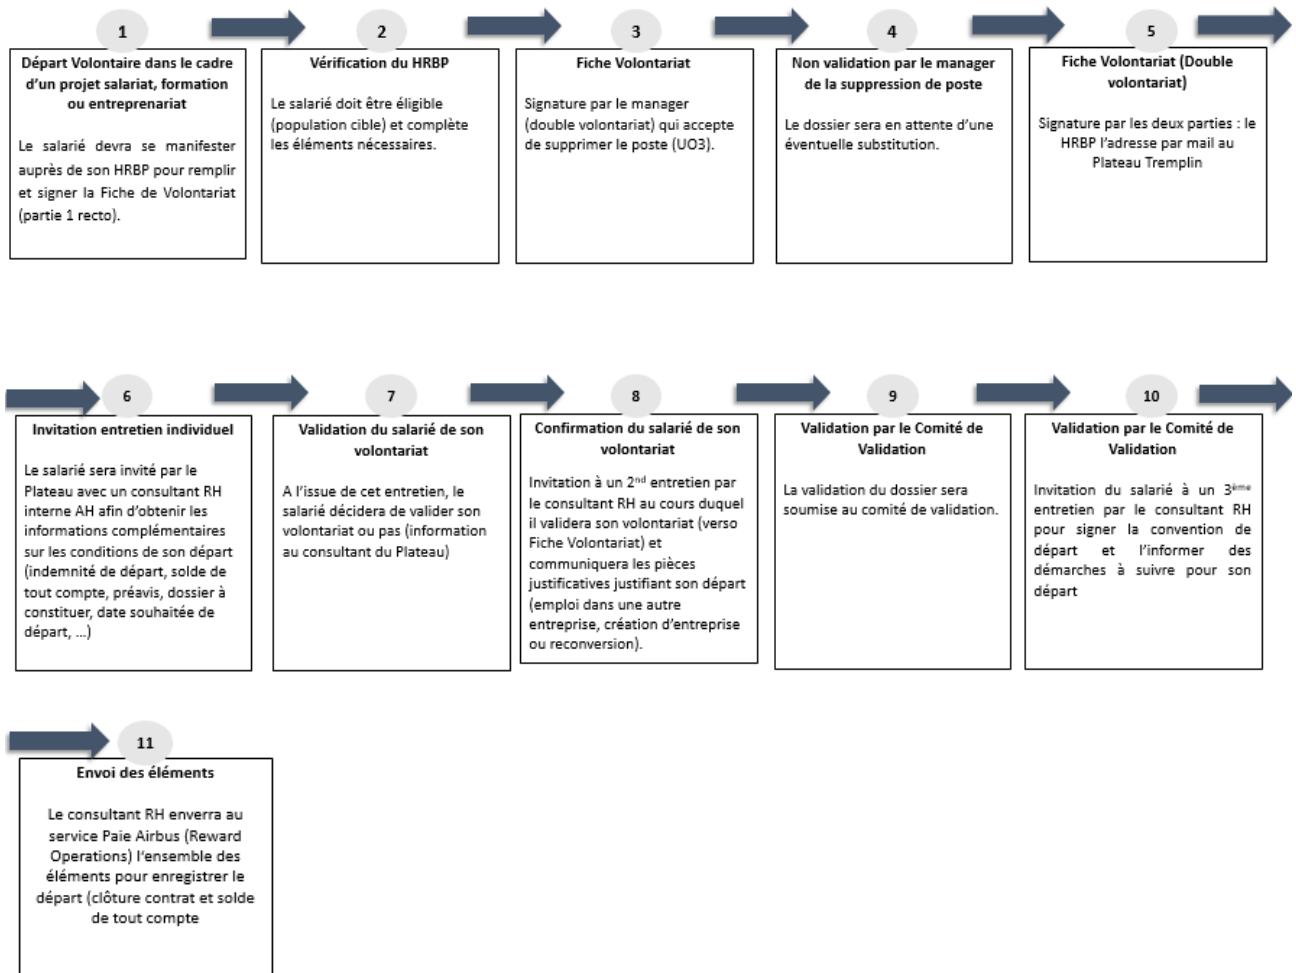 1
Départ Volontaire dans le cadre
d'un projet salariat, formation
ou entreprenariat
Le salarié devra se manifester
auprès de son HRBP pour remplir
et signer la Fiche de Volontariat
(partie 1 recto).
2
Vérification du HRBP
Le salarié doit être éligible
(population cible) et complète
les éléments nécessaires.
3
Fiche Volontariat
Signature par le manager
(double volontariat) qui accepte
de supprimer le poste (UO3).
4
Non validation par le manager
de la suppression de poste
Le dossier sera en attente d'une
éventuelle substitution.
5
Fiche Volontariat (Double
volontariat)
Signature par les deux parties : le
HRBP l'adresse par mail au
Plateau Tremplin
6
Invitation entretien individuel
Le salarié sera invité par le
Plateau avec un consultant RH
interne AH afin d'obtenir les
informations complémentaires
sur les conditions de son départ
(indemnité de départ, solde de
tout compte, préavis, dossier à
constituer, date souhaitée de
départ, ...)
7
Validation du salarié de son
volontariat
A l'issue de cet entretien, le
salarié décidera de valider son
volontariat ou pas (information
au consultant du Plateau)
8
Confirmation du salarié de son
volontariat
Invitation à un 2nd entretien par
le consultant RH au cours duquel
il validera son volontariat (verso
Fiche Volontariat) et
communiquera les pièces
justificatives justifiant son départ
(emploi dans une autre
entreprise, création d'entreprise
ou reconversion).
9
Validation par le Comité de
Validation
La validation du dossier sera
soumise au comité de validation.
10
Validation par le Comité de
Validation
Invitation du salarié à un 3ème
entretien par le consultant RH
pour signer la convention de
départ et l'informer des
démarches à suivre pour son
départ
11
Envoi des éléments
Le consultant RH enverra au
service Paie Airbus (Reward
Operations) l'ensemble des
éléments pour enregistrer le
départ (clôture contrat et solde
de tout compte